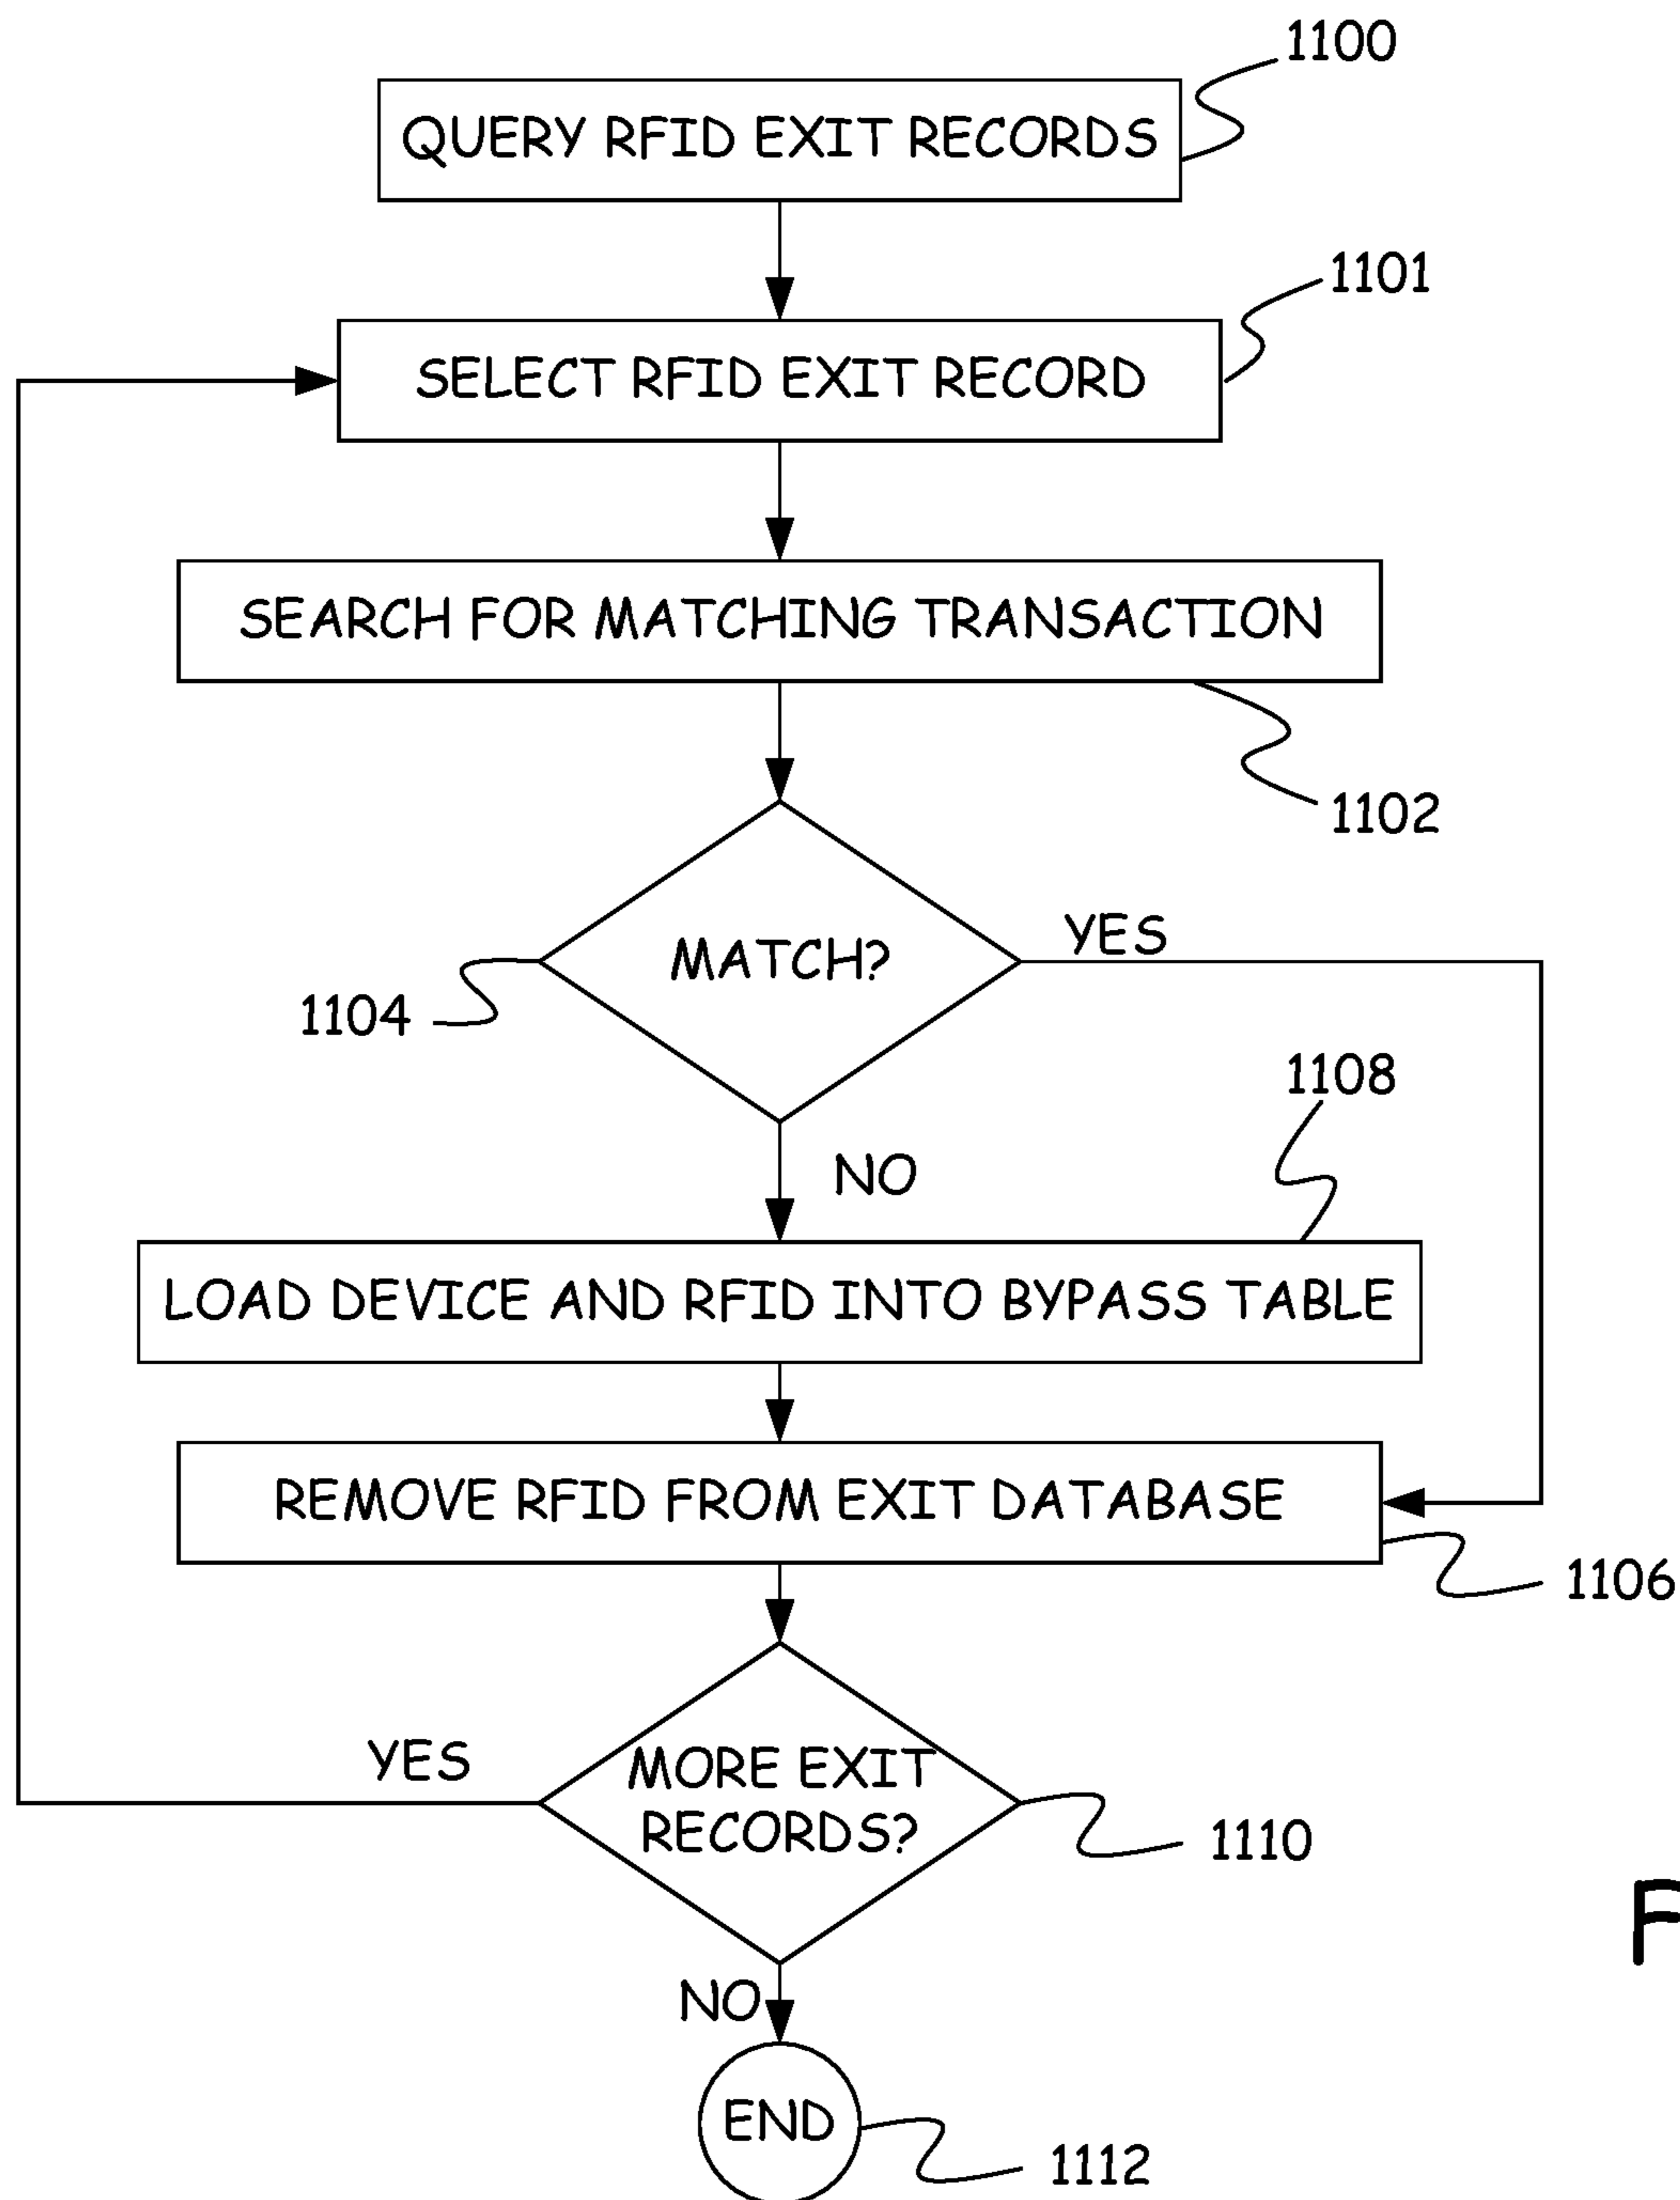 1100
QUERY RFID EXIT RECORDS
1101
SELECT RFID EXIT RECORD
SEARCH FOR MATCHING TRANSACTION
1102
MATCH?
YES
1104
1108
NO
LOAD DEVICE AND RFID INTO BYPASS TABLE
REMOVE RFID FROM EXIT DATABASE
1106
YES
MORE EXIT
RECORDS?
1110
F
NO
END
1112